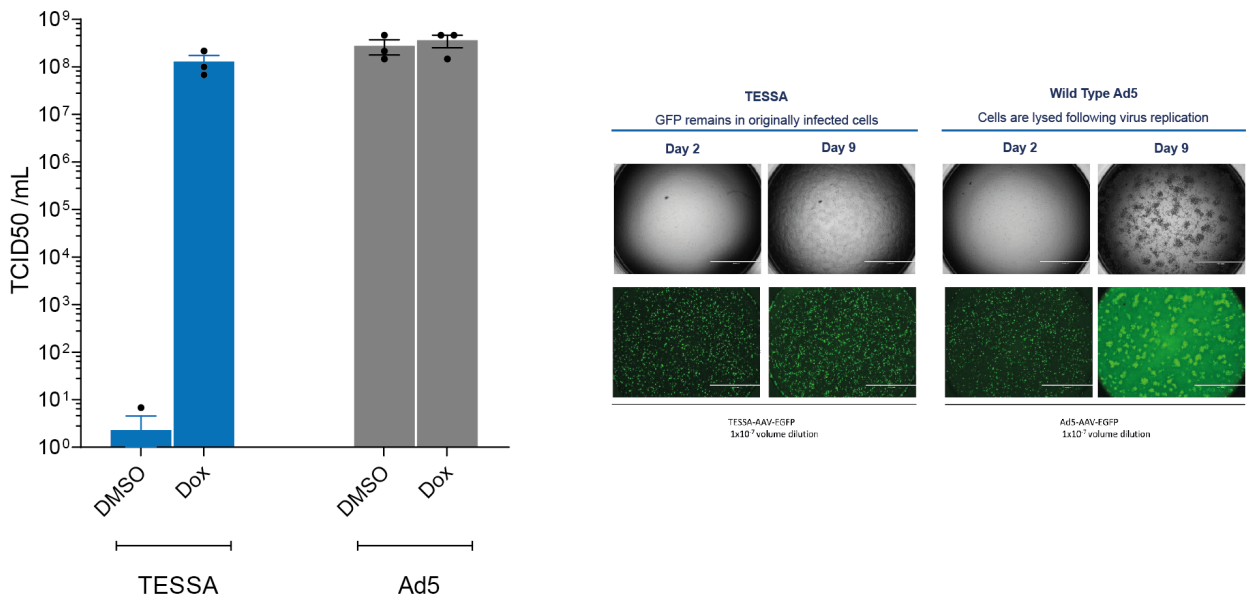 TCID50 /mL
10⁹
10⁸
10⁷
10⁶
10⁵
10⁴
10³
10²
10¹
10⁰
DMSO
Dox
DMSO
Dox
TESSA
Ad5
TESSA
GFP remains in originally infected cells
Day 2
Day 9
TESSA-AAV-EGFP
1x10⁻⁷ volume dilution
Wild Type Ad5
Cells are lysed following virus replication
Day 2
Day 9
Ad5-AAV-EGFP
1x10⁻⁷ volume dilution